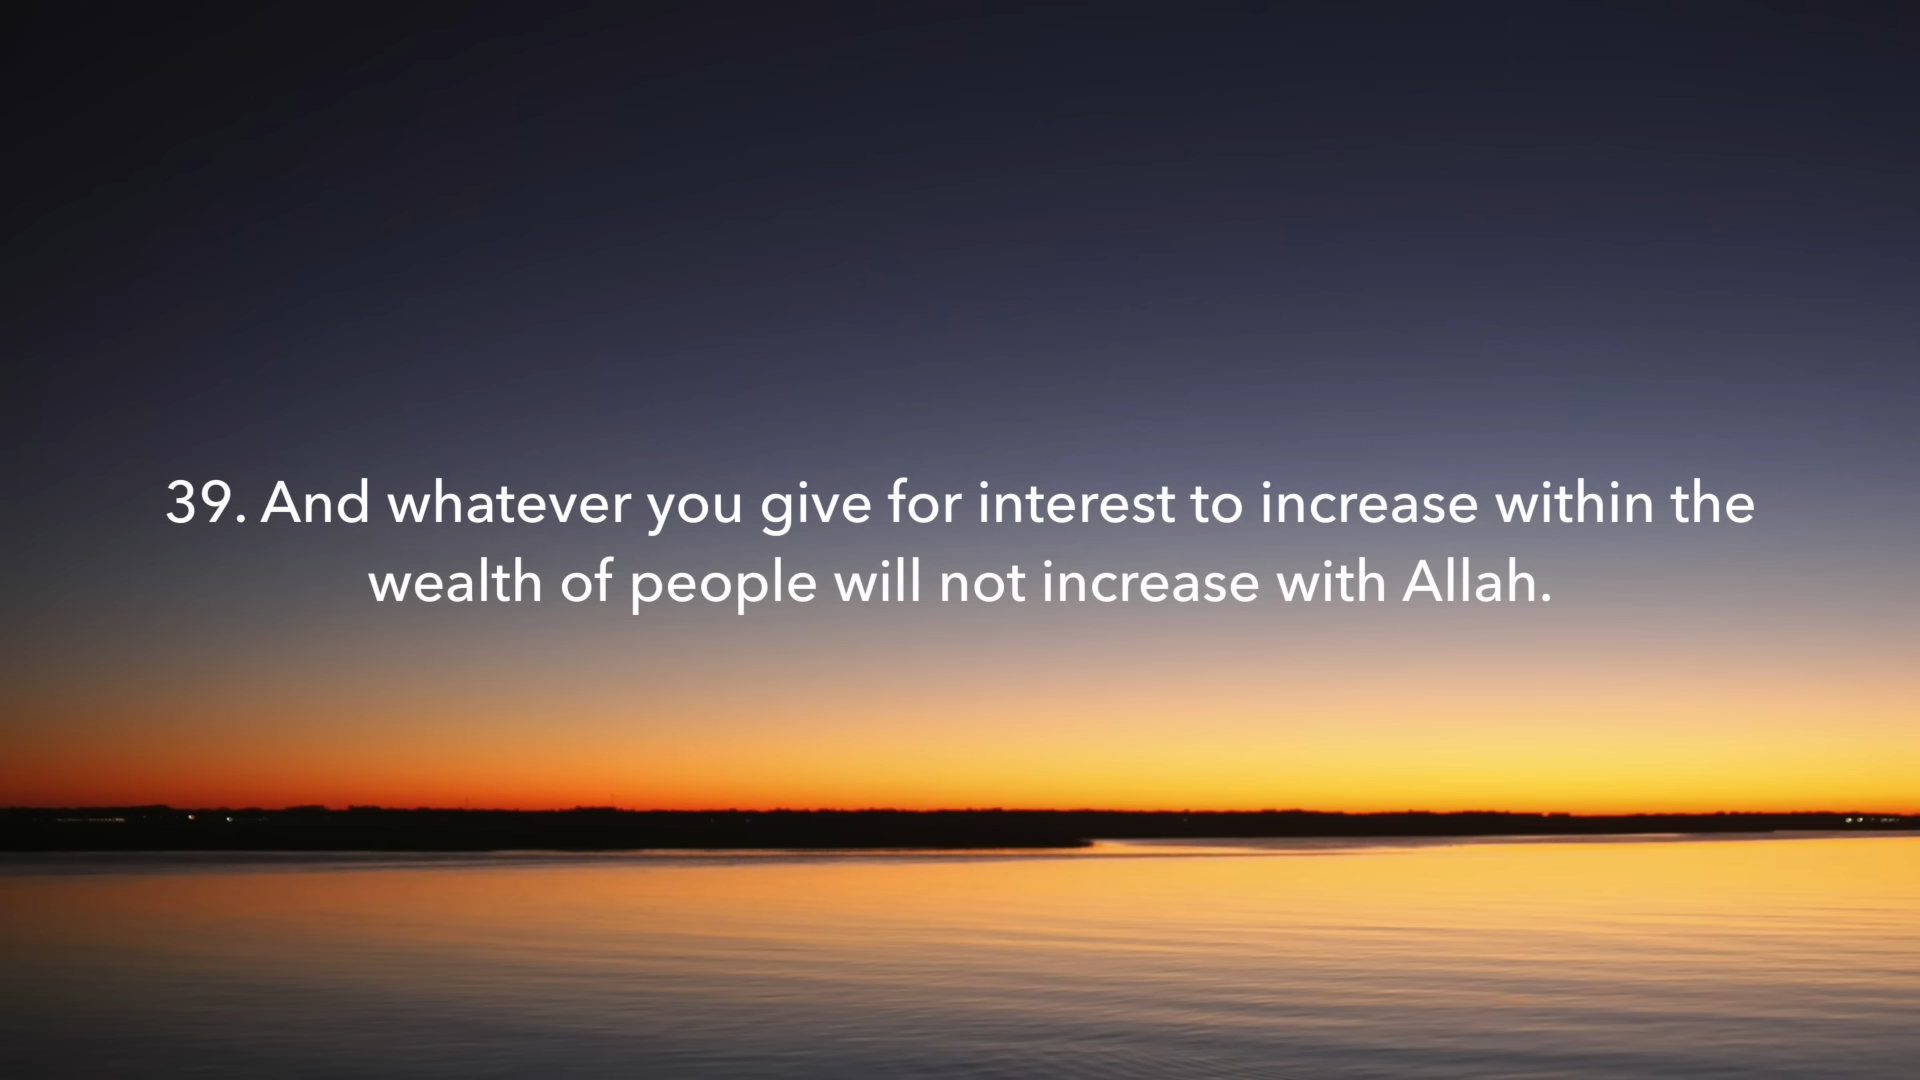 39. And whatever you give for interest to increase within the
wealth of people will not increase with Allah.